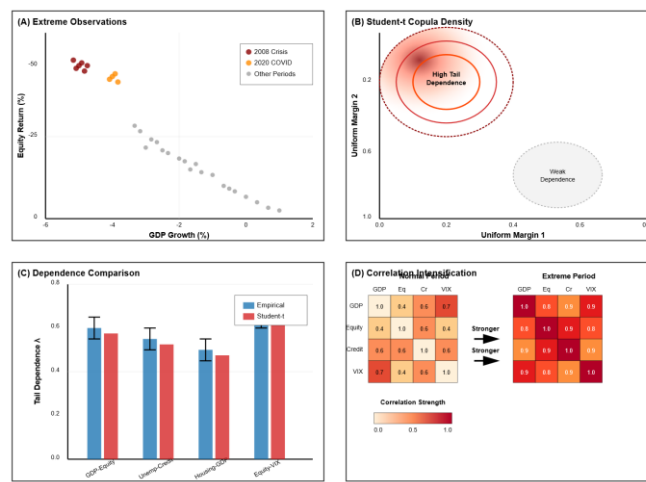 (A) Extreme Observations
2008 Crisis
2020 COVID
Other Periods
Equity Return (%)
-50
-25
0
-6
-4
-2
0
2
GDP Growth (%)
(B) Student-t Copula Density
High Tail
Dependence
Weak
Dependence
Uniform Margin 2
0.2
0.6
1.0
0
0.2
0.4
0.6
Uniform Margin 1
(C) Dependence Comparison
Empirical
Student-t
Tail Dependence λ
0.8
0.6
0.4
0.2
0
GDP-Equity
Unemp-Credit
Housing-GDP
Equity-VIX
(D) Correlation Intensification
Normal Period
GDP Eq Cr VIX
GDP 1.0 0.4 0.6 0.7
Equity 0.4 1.0 0.6 0.4
Credit 0.6 0.6 1.0 0.6
VIX 0.7 0.4 0.6 1.0
Stronger
Stronger
Extreme Period
GDP Eq Cr VIX
1.0 0.8 0.9 0.9
0.8 1.0 0.9 0.8
0.9 0.9 1.0 0.9
0.9 0.8 0.9 1.0
Correlation Strength
0.0
1.0